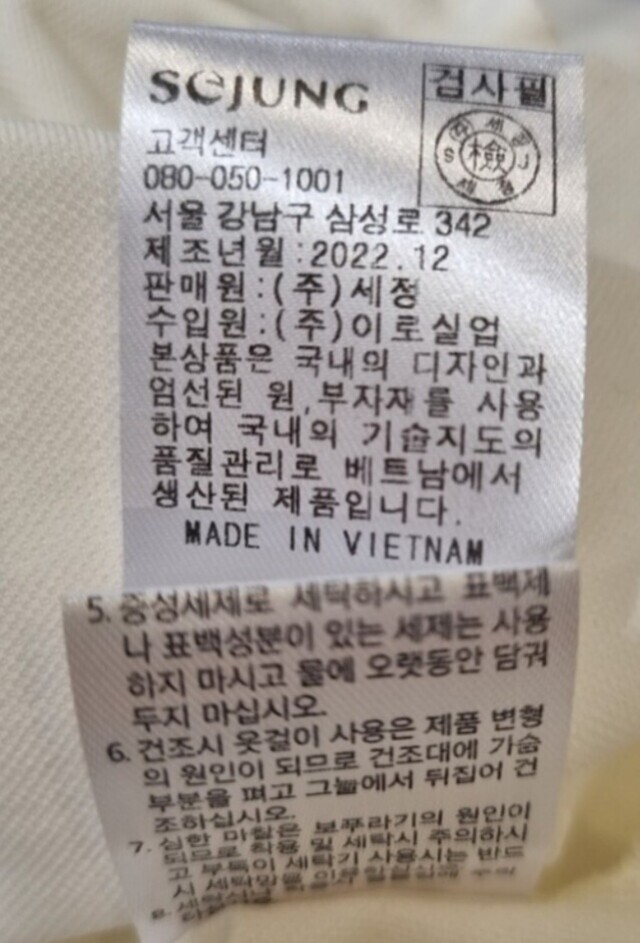 SEJUNG
검사필
檢
고객센터
080-050-1001
서울 강남구 삼성로 342
제조년월:2022.12
판매원:(주)세정
수입원:(주)이로실업
본상품은 국내의 디자인과
엄선된 원,부자재를 사용
하여 국내의 기술지도의
품질관리로 베트남에서
생산된 제품입니다.
MADE IN VIETNAM
5. 중성세제로 세탁하시고 표백제
나 표백성분이 있는 세제는 사용
하지 마시고 물에 오랫동안 담궈
두지 마십시오.
6. 건조시 옷걸이 사용은 제품 변형
의 원인이 되므로 건조대에 가슴
부분을 펴고 그늘에서 뒤집어 건
조하십시오.
7. 심한 마찰은 보푸라기의 원인이
되므로 착용 및 세탁시 주의하시
고 부득이 세탁기 사용시는 반드
시 세탁망을
8.